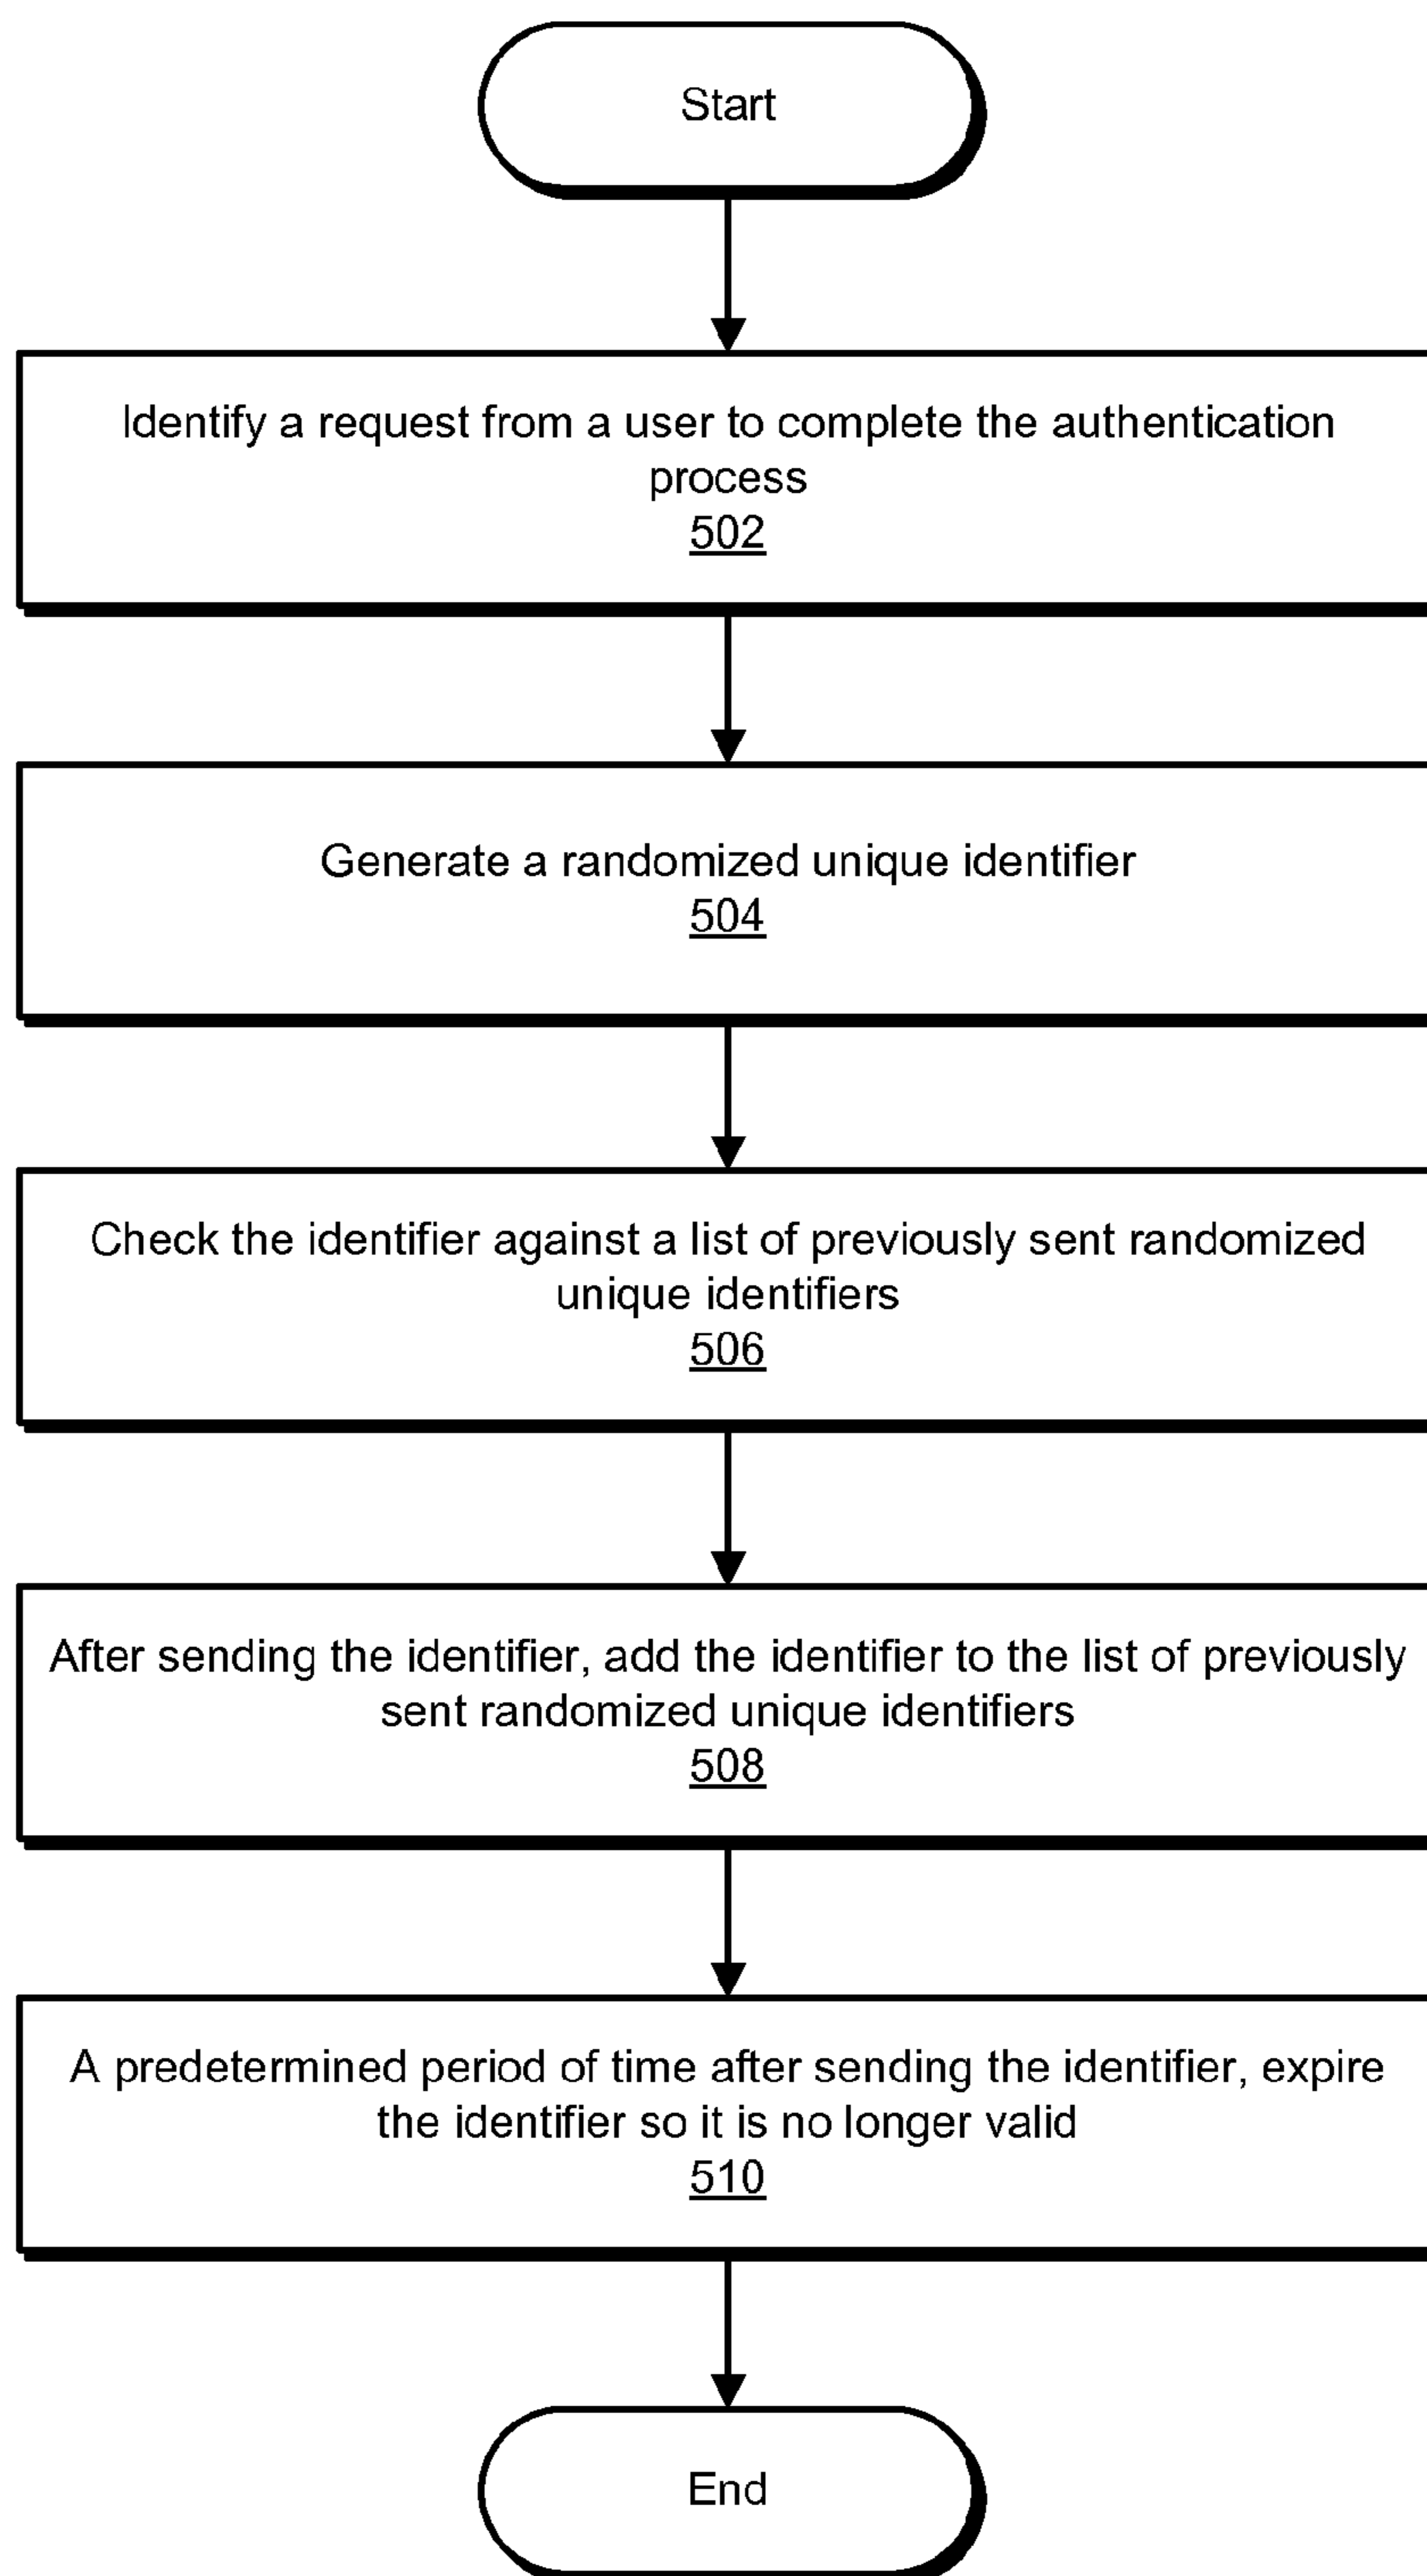 Start
Identify a request from a user to complete the authentication
process
502
Generate a randomized unique identifier
504
Check the identifier against a list of previously sent randomized
unique identifiers
506
After sending the identifier, add the identifier to the list of previously
sent randomized unique identifiers
508
A predetermined period of time after sending the identifier, expire
the identifier so it is no longer valid
510
End